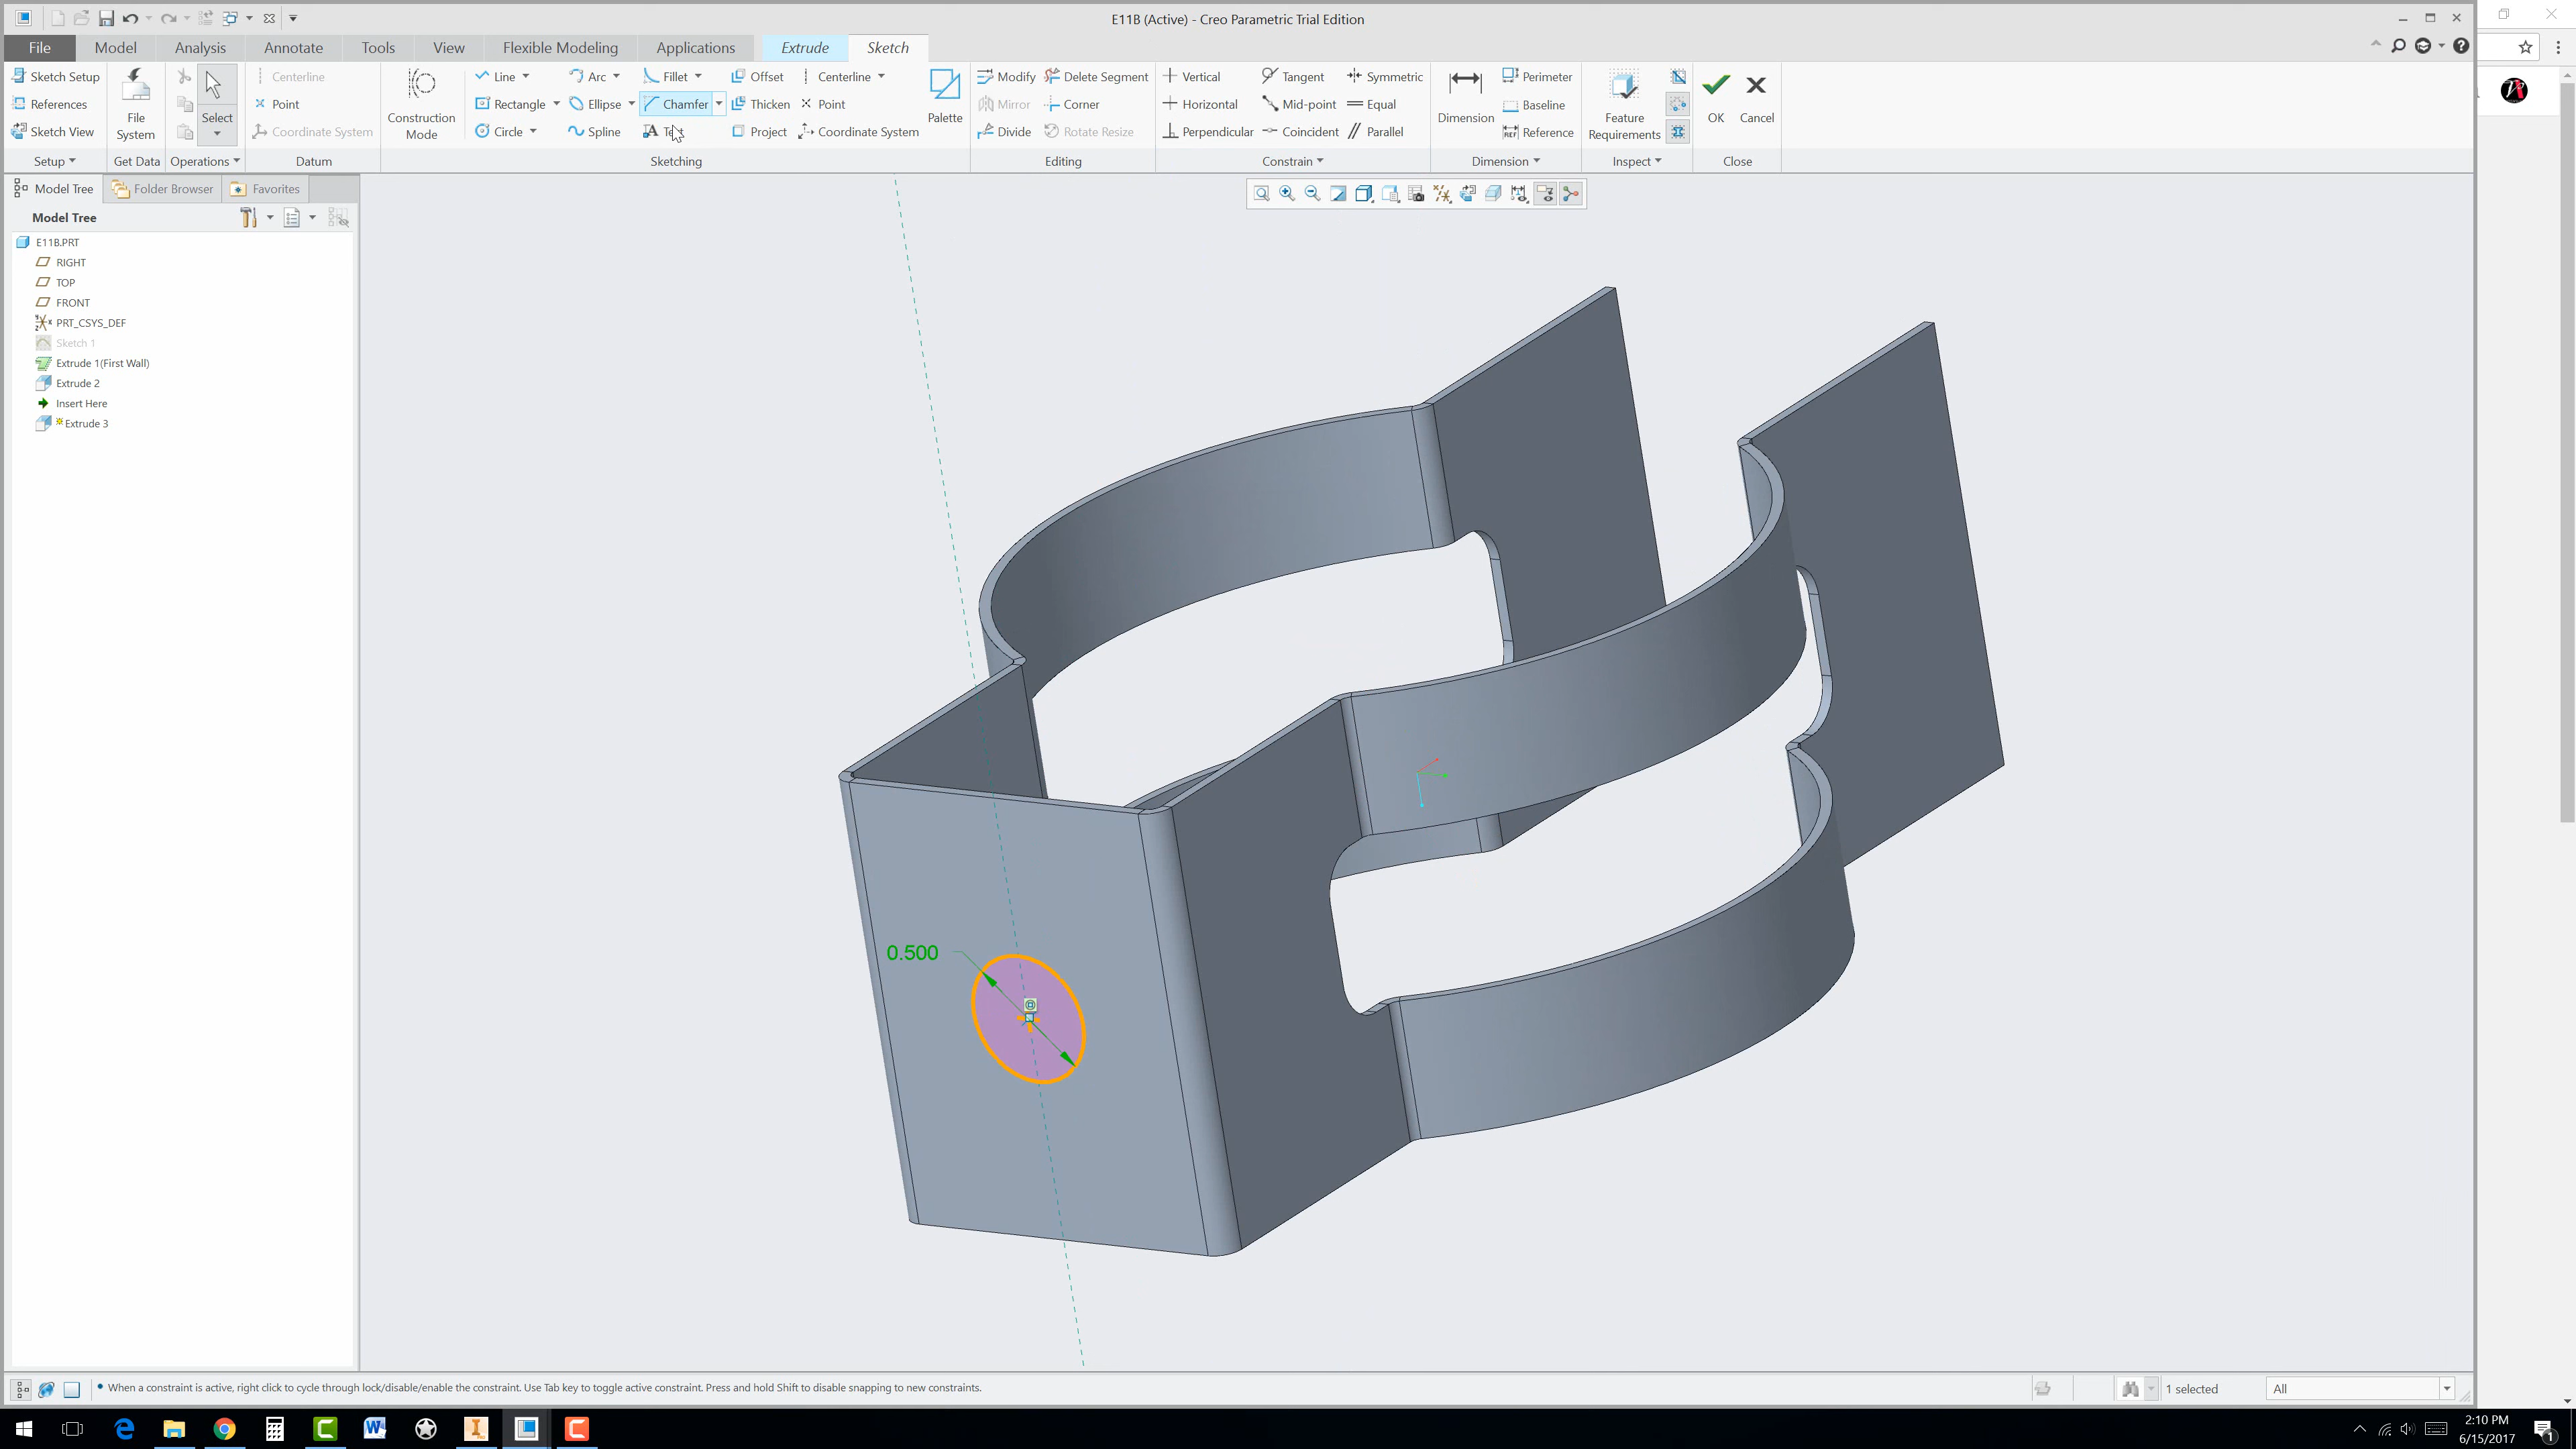 E11B (Active) - Creo Parametric Trial Edition
File Model Analysis Annotate Tools View Flexible Modeling Applications Extrude Sketch
Sketch Setup
References
Sketch View
Setup
File System
Get Data
Select
Operations
Centerline
Point
Coordinate System
Datum
Construction Mode
Line
Rectangle
Circle
Arc
Ellipse
Spline
Fillet
Chamfer
Offset
Thicken
Project
Centerline
Point
Coordinate System
Palette
Sketching
Modify
Mirror
Divide
Delete Segment
Corner
Rotate Resize
Editing
Vertical
Horizontal
Perpendicular
Tangent
Mid-point
Coincident
Symmetric
Equal
Parallel
Constrain
Dimension
Perimeter
Baseline
REF Reference
Dimension
Feature Requirements
Inspect
OK
Cancel
Close
Model Tree Folder Browser Favorites
Model Tree
E11B.PRT
RIGHT
TOP
FRONT
PRT_CSYS_DEF
Sketch 1
Extrude 1(First Wall)
Extrude 2
Insert Here
Extrude 3
0.500
When a constraint is active, right click to cycle through lock/disable/enable the constraint. Use Tab key to toggle active constraint. Press and hold Shift to disable snapping to new constraints.
1 selected
All
2:10 PM
6/15/2017
1